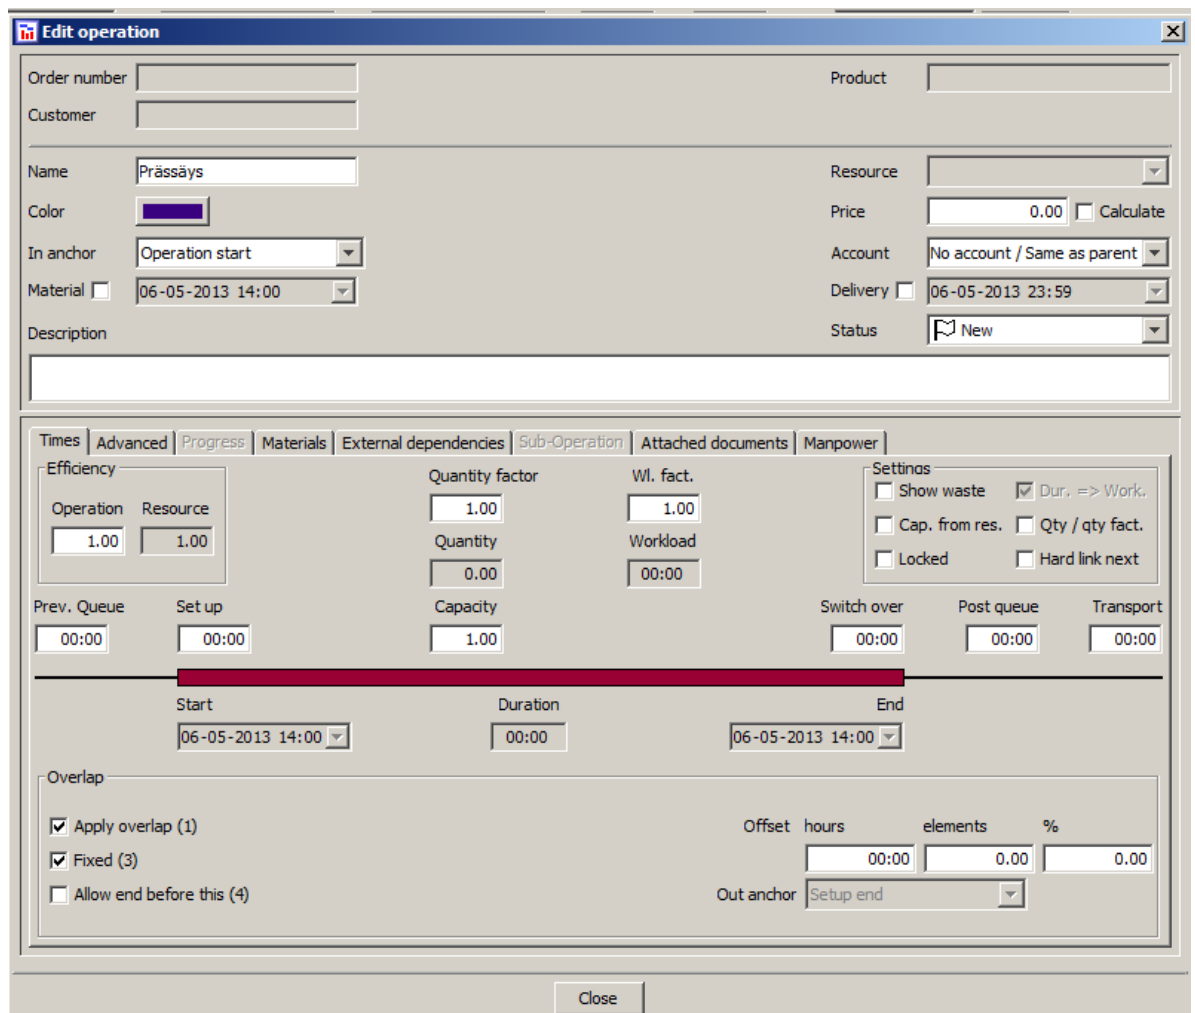 Edit operation
Order number Product
Customer
Name Prässäys Resource
Color Price 0.00 Calculate
In anchor Operation start Account No account / Same as parent
Material 06-05-2013 14:00 Delivery 06-05-2013 23:59
Description Status New
Times Advanced Progress Materials External dependencies Sub-Operation Attached documents Manpower
Efficiency Quantity factor Wl. fact. Settings
Operation Resource 1.00 1.00 Show waste Dur. => Work.
1.00 1.00 Quantity Workload Cap. from res. Qty / qty fact.
0.00 00:00 Locked Hard link next
Prev. Queue Set up Capacity Switch over Post queue Transport
00:00 00:00 1.00 00:00 00:00 00:00
Start Duration End
06-05-2013 14:00 00:00 06-05-2013 14:00
Overlap
Apply overlap (1) Offset hours elements %
Fixed (3) 00:00 0.00 0.00
Allow end before this (4) Out anchor Setup end
Close